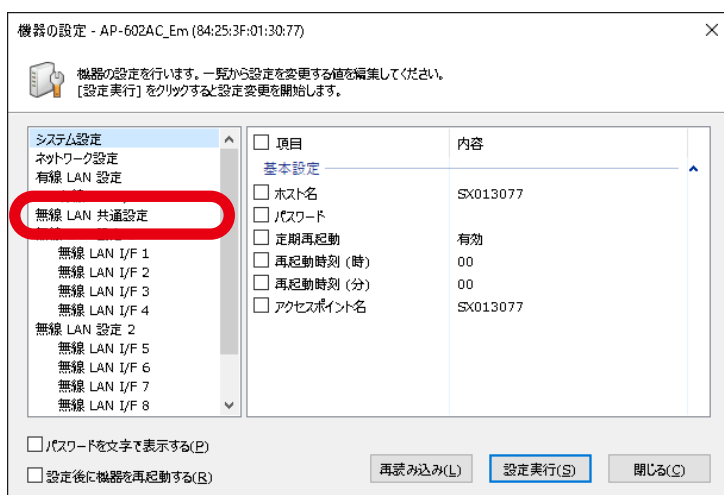 機器の設定 - AP-602AC_Em (84:25:3F:01:30:77)
機器の設定を行います。一覧から設定を変更する値を編集してください。
[設定実行] をクリックすると設定変更を開始します。
システム設定
ネットワーク設定
有線 LAN 設定
無線 LAN 共通設定
無線 LAN I/F 1
無線 LAN I/F 2
無線 LAN I/F 3
無線 LAN I/F 4
無線 LAN 設定 2
無線 LAN I/F 5
無線 LAN I/F 6
無線 LAN I/F 7
無線 LAN I/F 8
項目 内容
基本設定
ホスト名 SX013077
パスワード
定期再起動 有効
再起動時刻 (時) 00
再起動時刻 (分) 00
アクセスポイント名 SX013077
パスワードを文字で表示する(P)
設定後に機器を再起動する(R)
再読み込み(L) 設定実行(S) 閉じる(C)